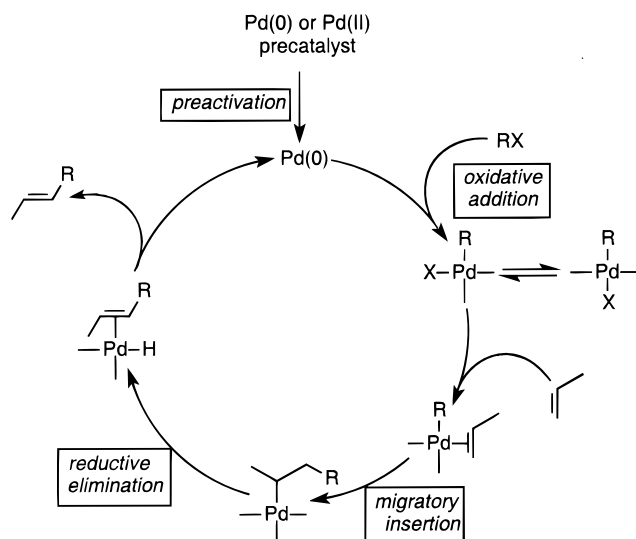 Pd(0) or Pd(II)
precatalyst
preactivation
Pd(0)
RX
oxidative
addition
R
R
X Pd
Pd
X
R
Pd H
R
Pd
R
Pd
reductive
elimination
migratory
insertion
R